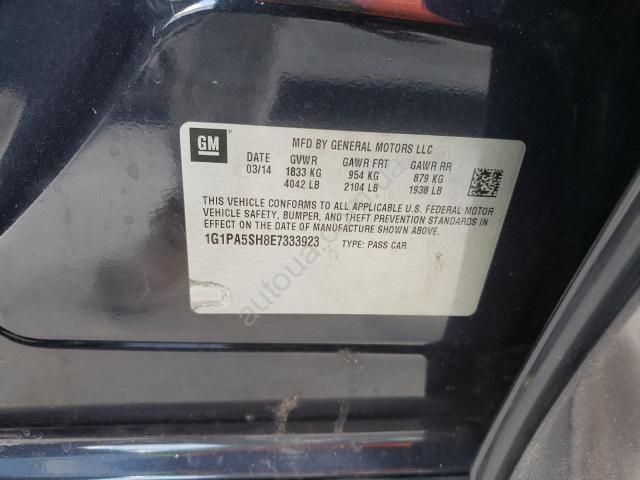 GM
MFD BY GENERAL MOTORS LLC
DATE GVWR GAWR FRT GAWR RR
03/14 1833 KG 954 KG 879 KG
4042 LB 2104 LB 1938 LB
THIS VEHICLE CONFORMS TO ALL APPLICABLE U.S. FEDERAL MOTOR
VEHICLE SAFETY, BUMPER, AND THEFT PREVENTION STANDARDS IN
EFFECT ON THE DATE OF MANUFACTURE SHOWN ABOVE.
1G1PA5SH8E7333923 TYPE: PASS CAR